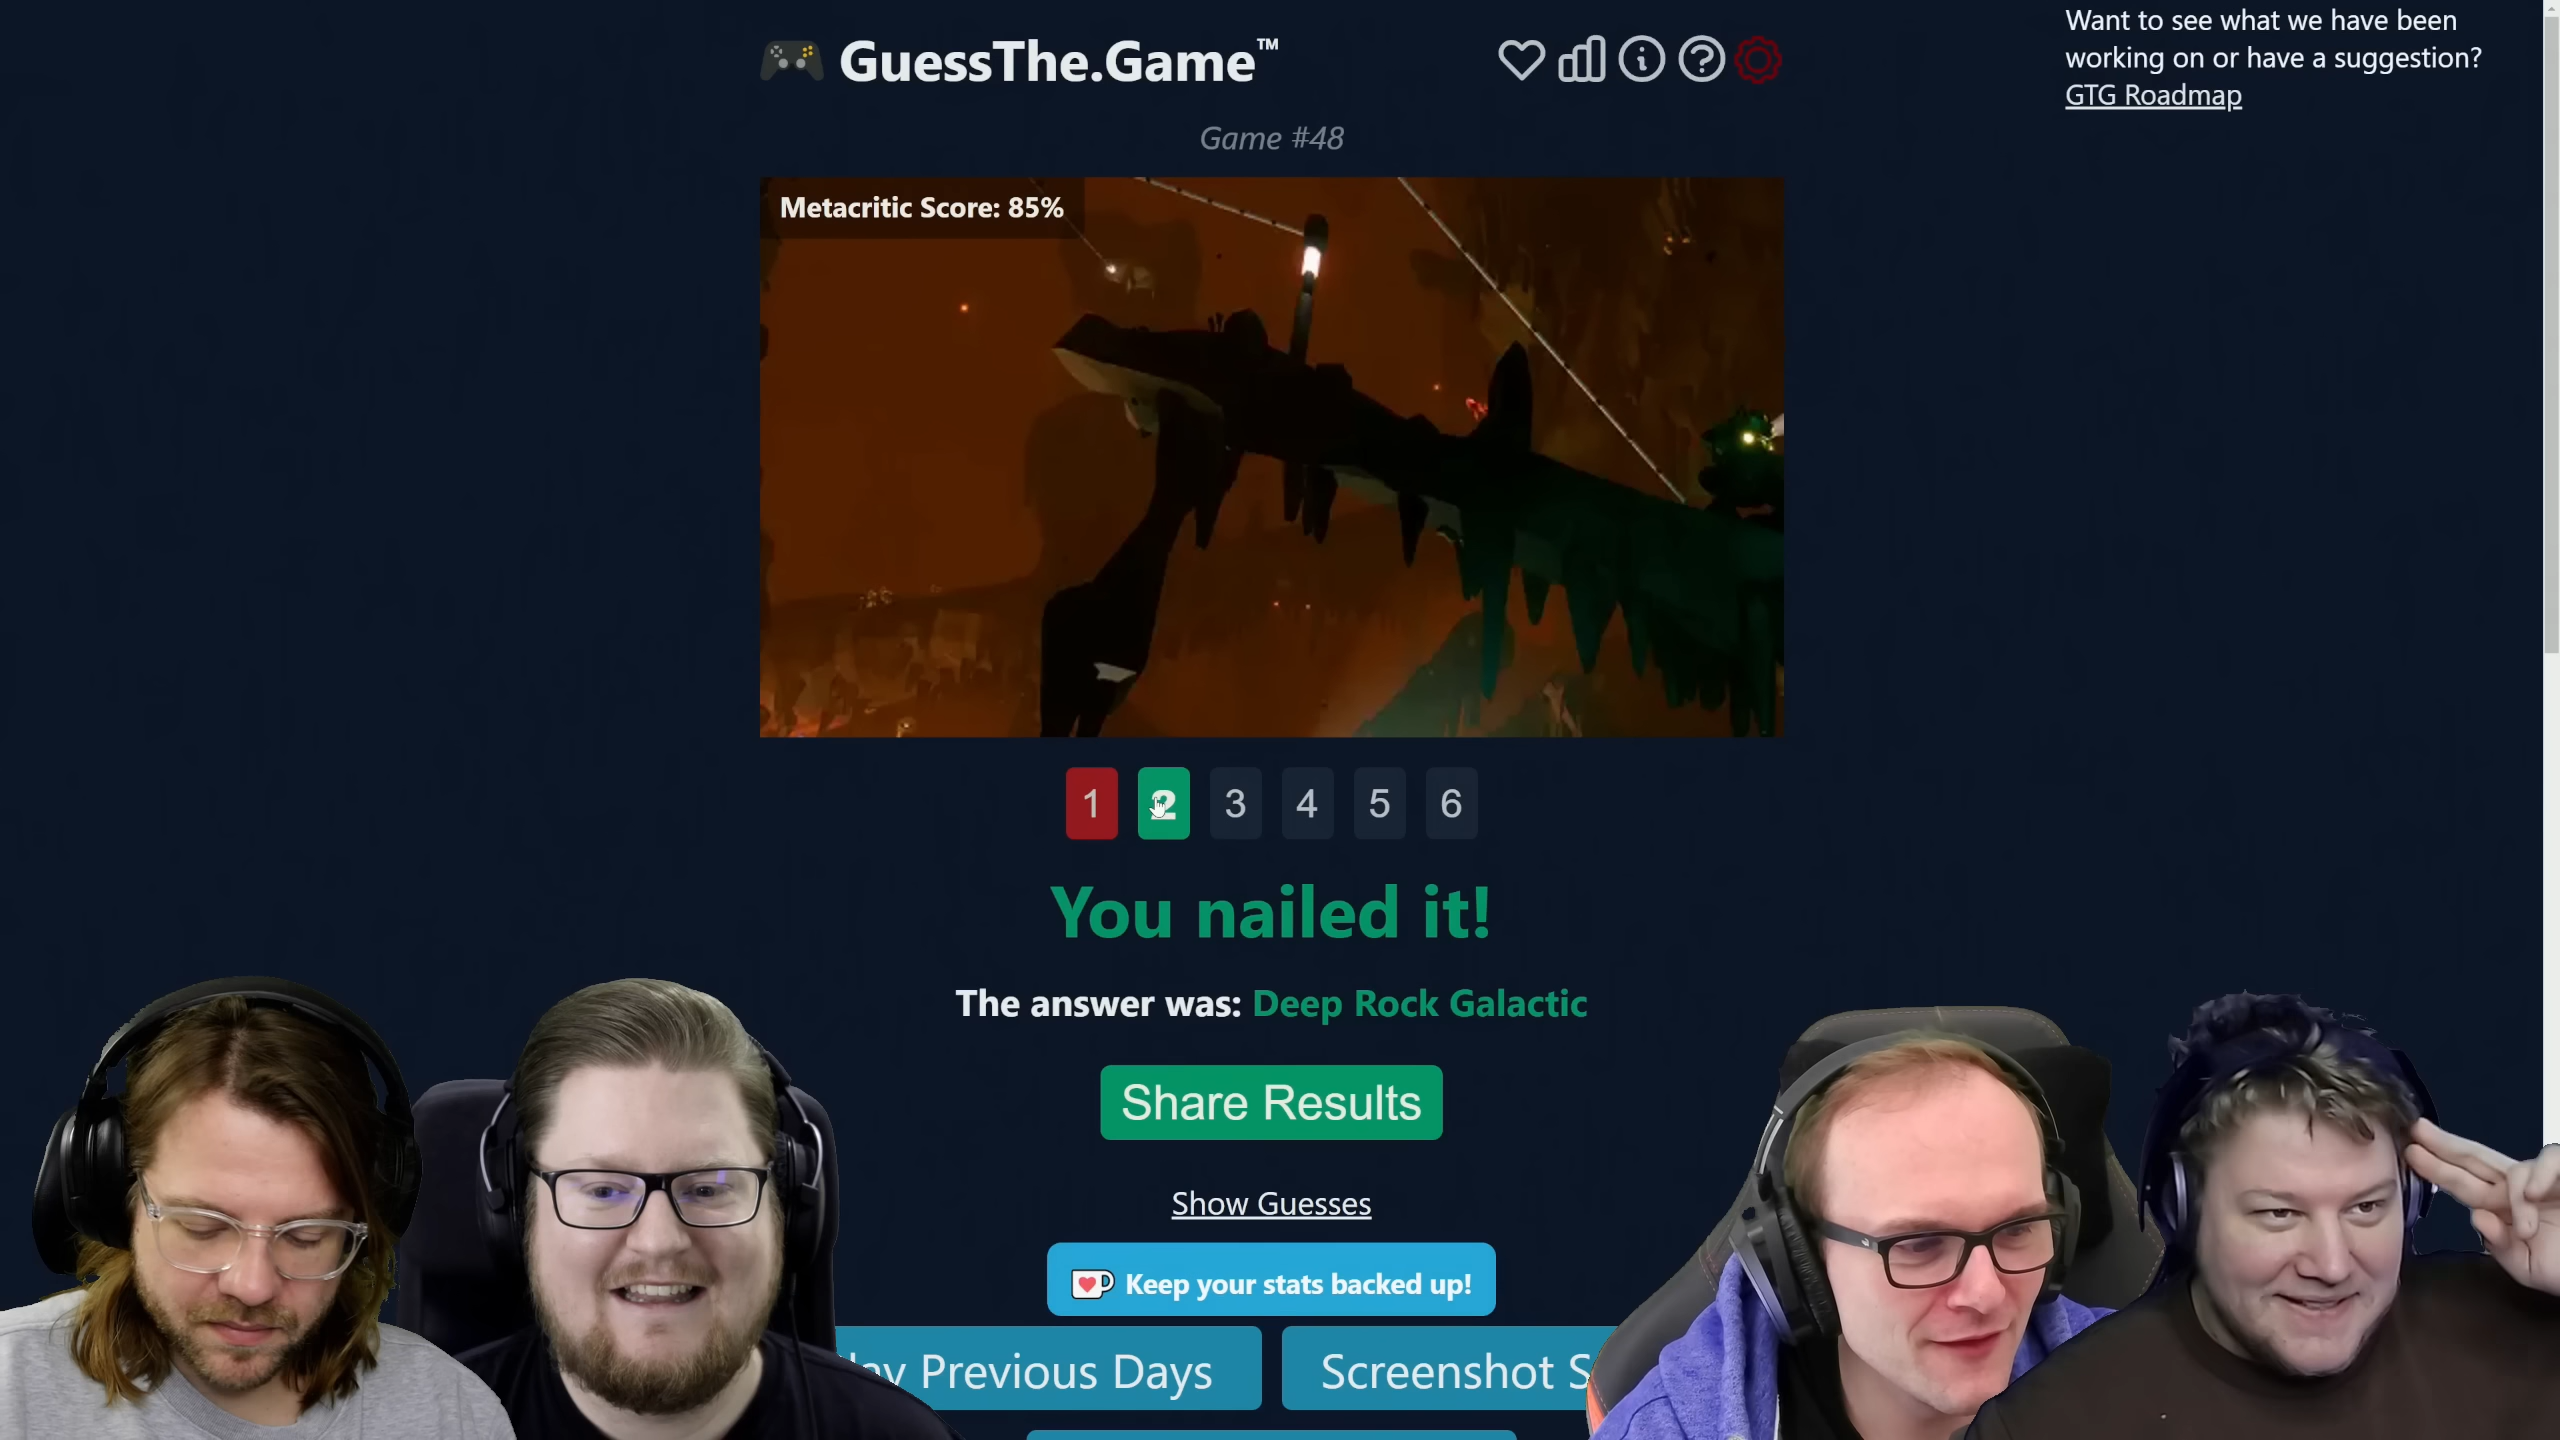 GuessThe.Game™
Want to see what we have been
working on or have a suggestion?
GTG Roadmap
Game #48
Metacritic Score: 85%
1 2 3 4 5 6
You nailed it!
The answer was: Deep Rock Galactic
Share Results
Show Guesses
Keep your stats backed up!
Previous Days
Screenshot